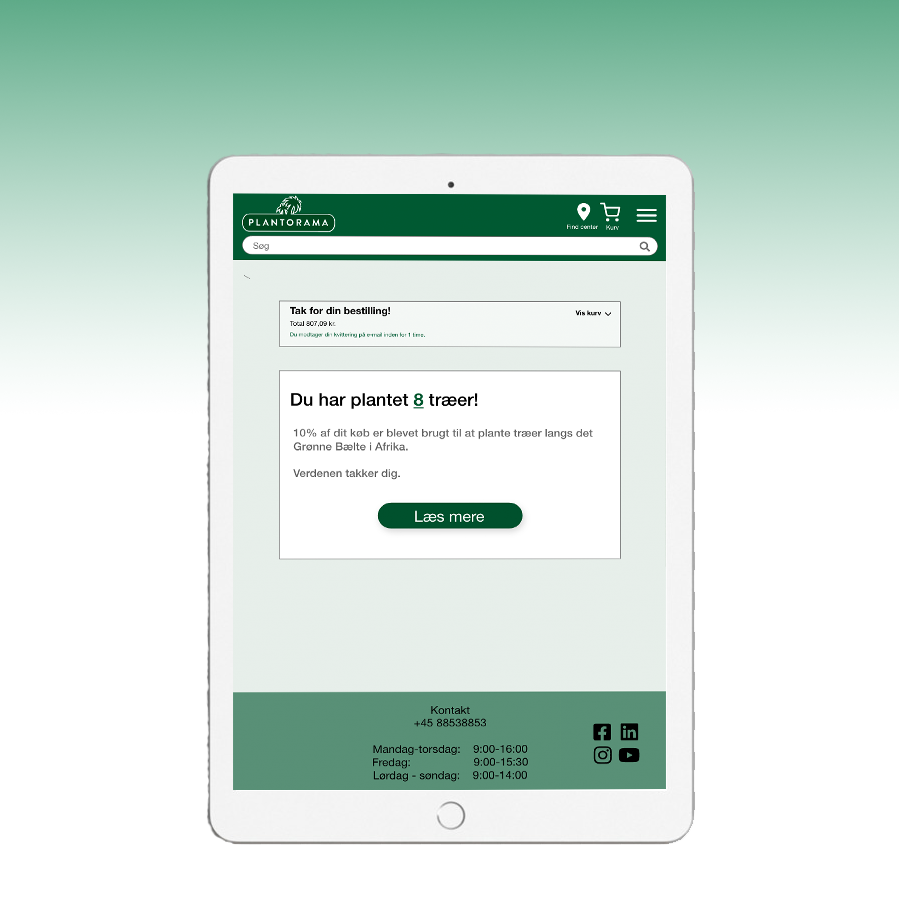 PLANTORAMA
Find center
Kurv
Søg
Tak for din bestilling!
Vis kurv
Total 807,09 kr.
Du modtager din kvittering på e-mail inden for 1 time.
Du har plantet 8 træer!
10% af dit køb er blevet brugt til at plante træer langs det
Grønne Bælte i Afrika.
Verdenen takker dig.
Læs mere
Kontakt
+45 88538853
Mandag-torsdag: 9:00-16:00
Fredag: 9:00-15:30
Lørdag - søndag: 9:00-14:00